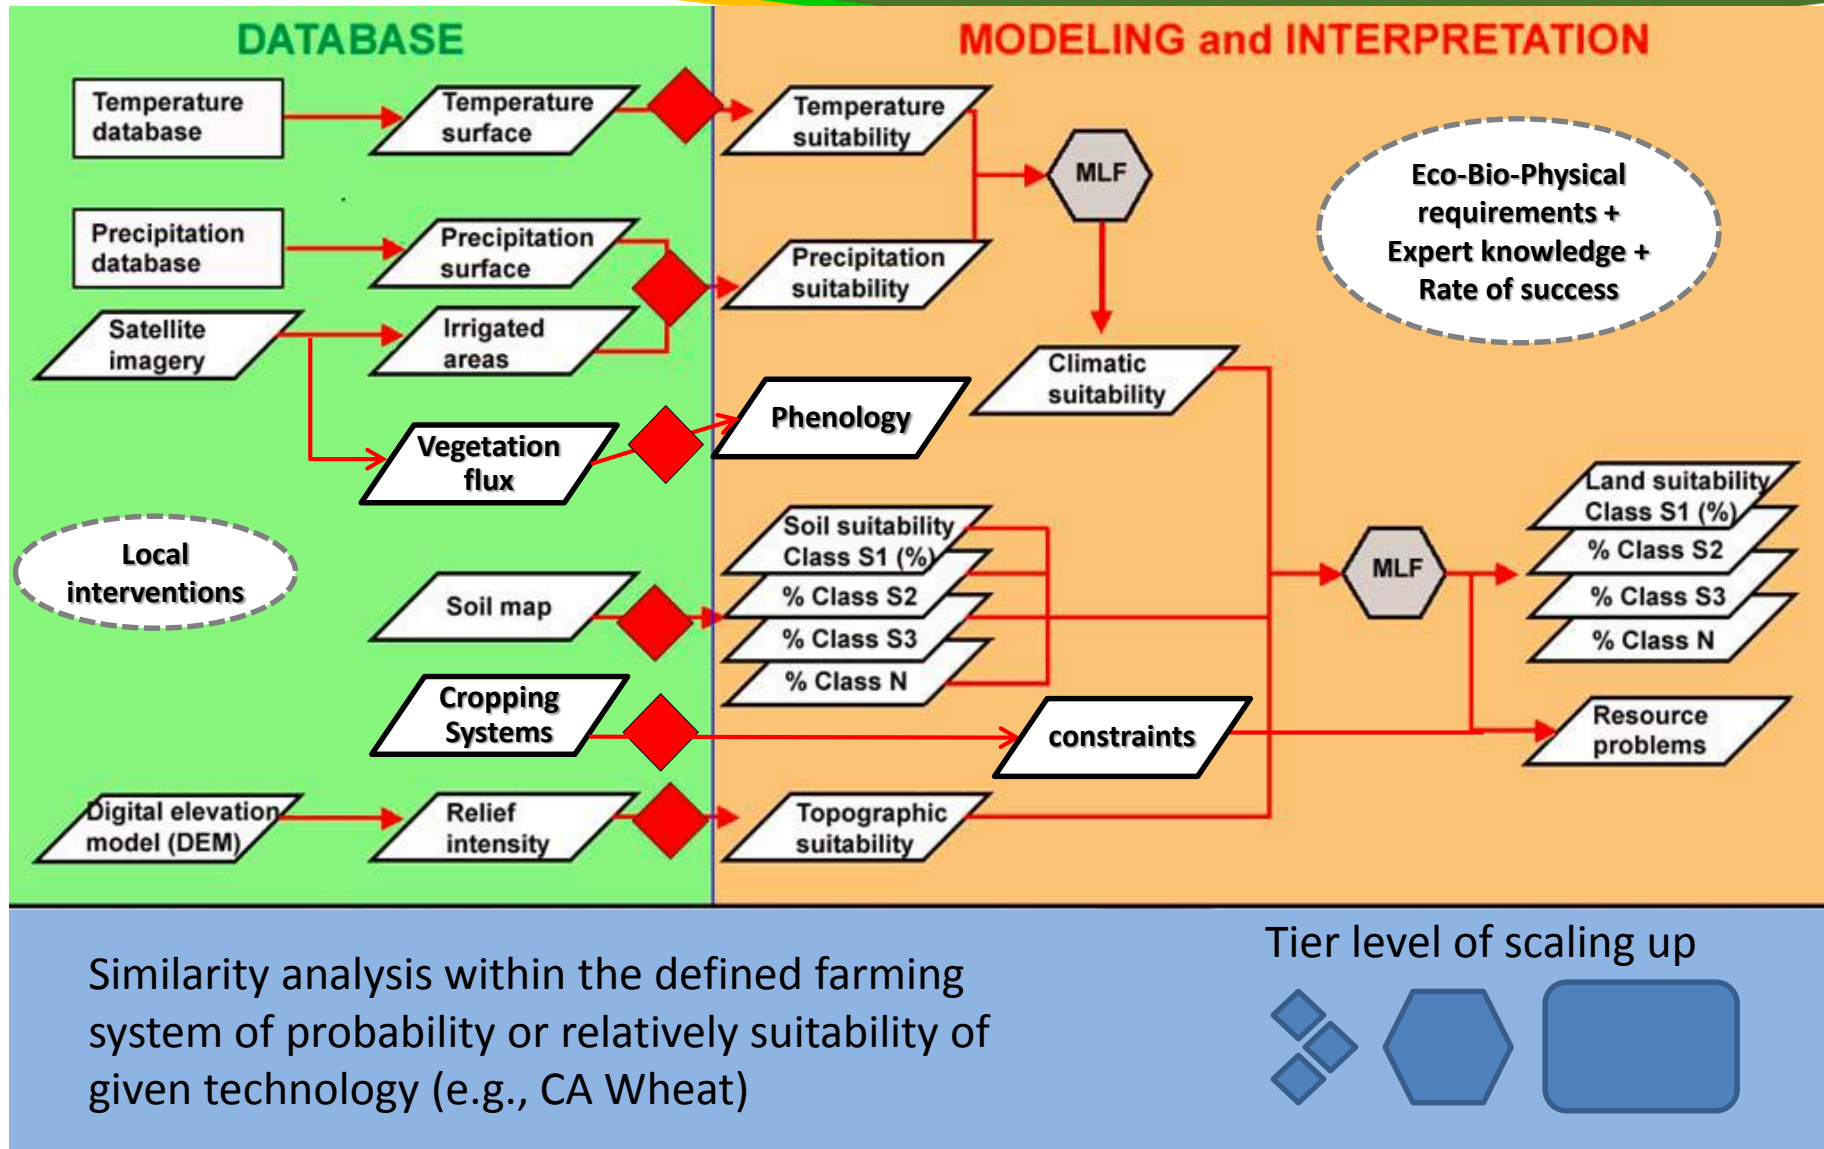 DATABASE
MODELING and INTERPRETATION
Temperature
database
Temperature
surface
Temperature
suitability
MLF
Eco-Bio-Physical
requirements +
Expert knowledge +
Rate of success
Precipitation
database
Precipitation
surface
Precipitation
suitability
Satellite
imagery
Irrigated
areas
Climatic
suitability
Phenology
Vegetation
flux
Local
interventions
Soil map
Soil suitability
Class S1 (%)
% Class S2
% Class S3
% Class N
MLF
Land suitability
Class S1 (%)
% Class S2
% Class S3
% Class N
Cropping
Systems
constraints
Resource
problems
Digital elevation
model (DEM)
Relief
intensity
Topographic
suitability
Similarity analysis within the defined farming
system of probability or relatively suitability of
given technology (e.g., CA Wheat)
Tier level of scaling up